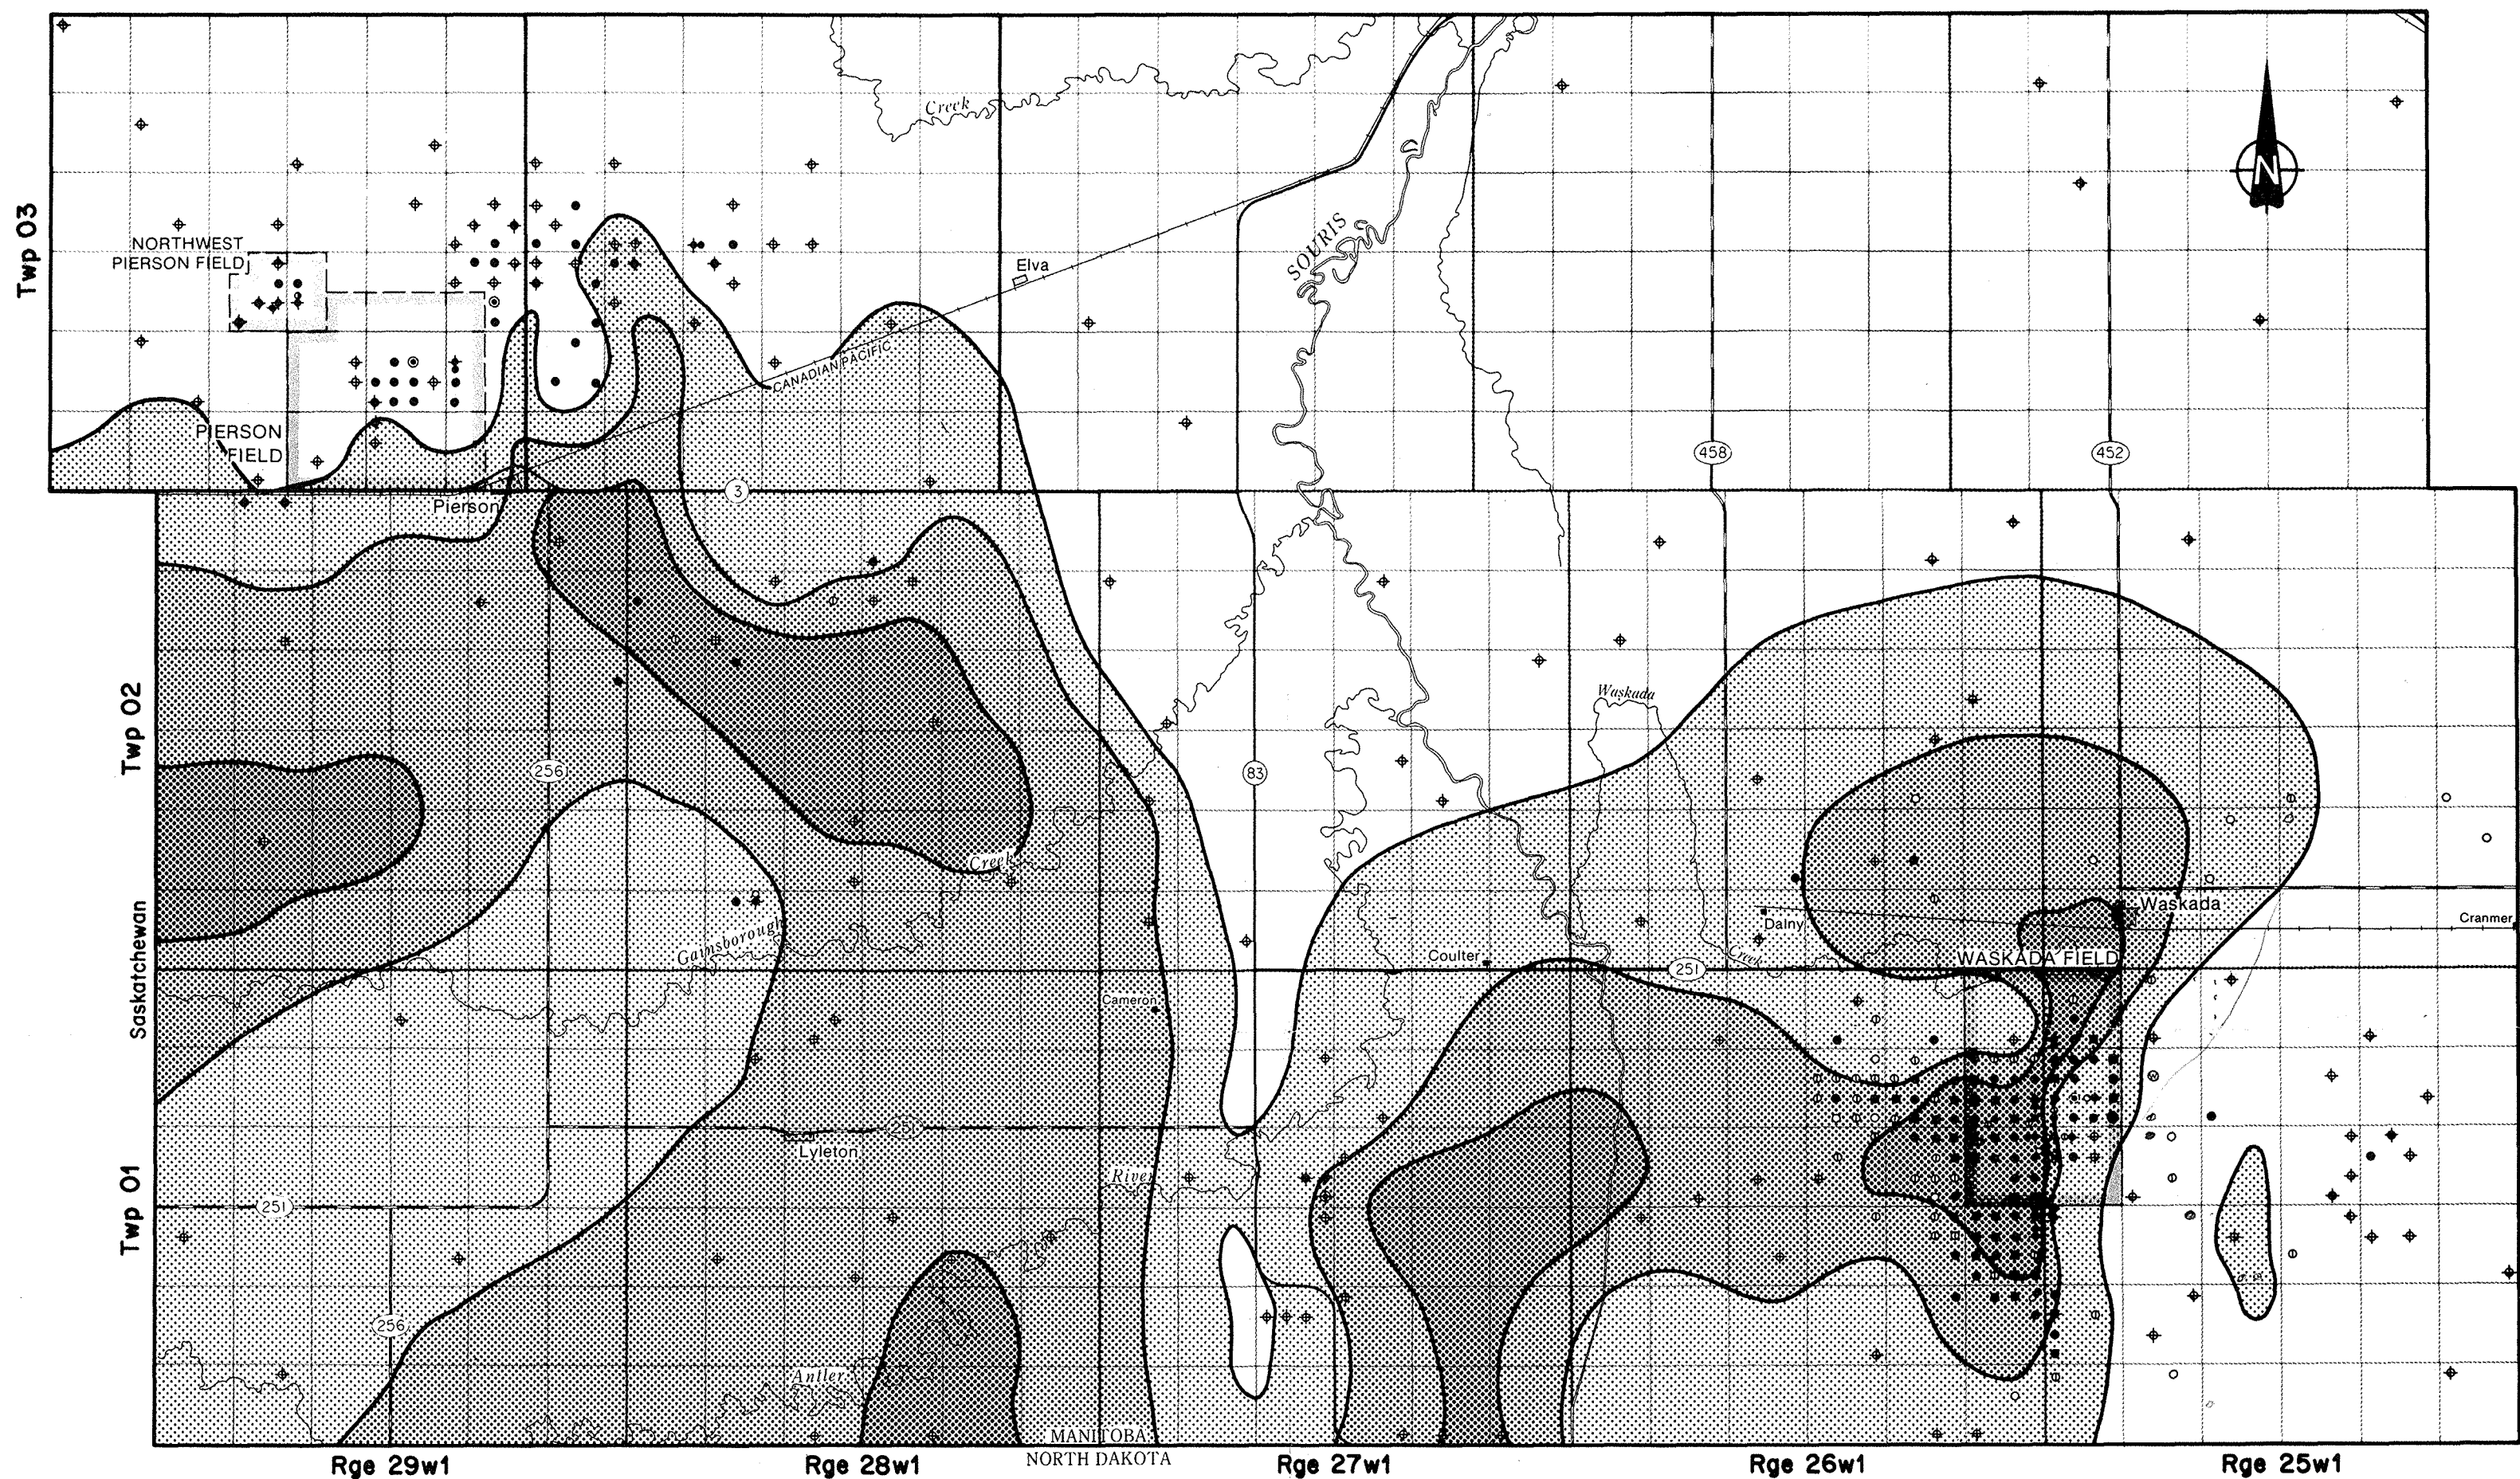 Creek
N
Twp 03
SOURIS
NORTHWEST
PIERSON FIELD
Elva
CANADIAN PACIFIC
PIERSON
FIELD
458
452
3
Pierson
Waskada
Twp 02
256
83
Creek
Waskada
Dalny
Cranmer
Saskatchewan
Gainsborough
Coulter
Creek
WASKADA FIELD
251
Cameron
251
Lyleton
River
Twp 01
251
256
Antler
MANITOBA
NORTH DAKOTA
Rge 29w1
Rge 28w1
Rge 27w1
Rge 26w1
Rge 25w1